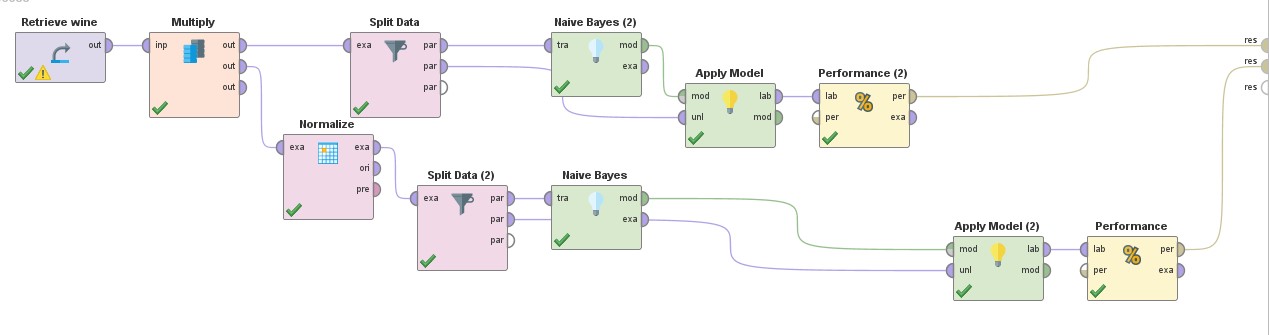 Retrieve wine
out
Multiply
inp out
out
out
Split Data
exa par
par
par
Naive Bayes (2)
tra mod
exa
Apply Model
mod lab
unl mod
Performance (2)
lab per
per exa
res
res
res
Normalize
exa exa
ori
pre
Split Data (2)
exa par
par
par
Naive Bayes
tra mod
exa
Apply Model (2)
mod lab
unl mod
Performance
lab per
per exa